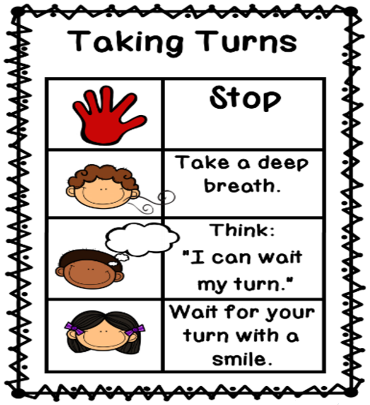 Taking Turns
Stop
Take a deep
breath.
Think:
"I can wait
my turn."
Wait for your
turn with a
smile.